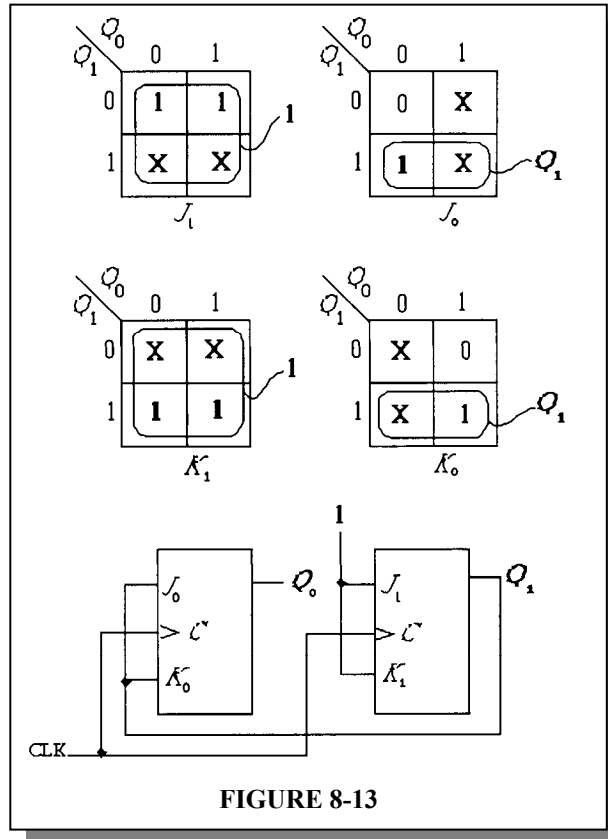 Q₀ Q₀
Q₁ 0 1 Q₁ 0 1
0 1 1 1 0 0 X
1 X X 1 1 X Q₁
J₁ J₀
Q₀ Q₀
Q₁ 0 1 Q₁ 0 1
0 X X 1 0 X 0
1 1 1 1 X 1 Q₁
K₁ K₀
1
J₀ Q₀ J₁ Q₁
C C
K₀ K₁
CLK
FIGURE 8-13